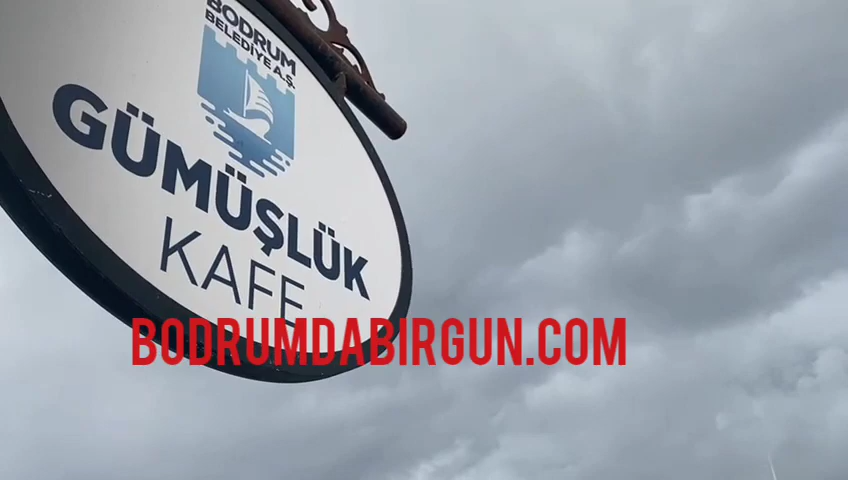 BODRUM
BELEDİYE A.Ş.
GÜMÜŞLÜK
KAFE
BODRUMDABIRGUN.COM